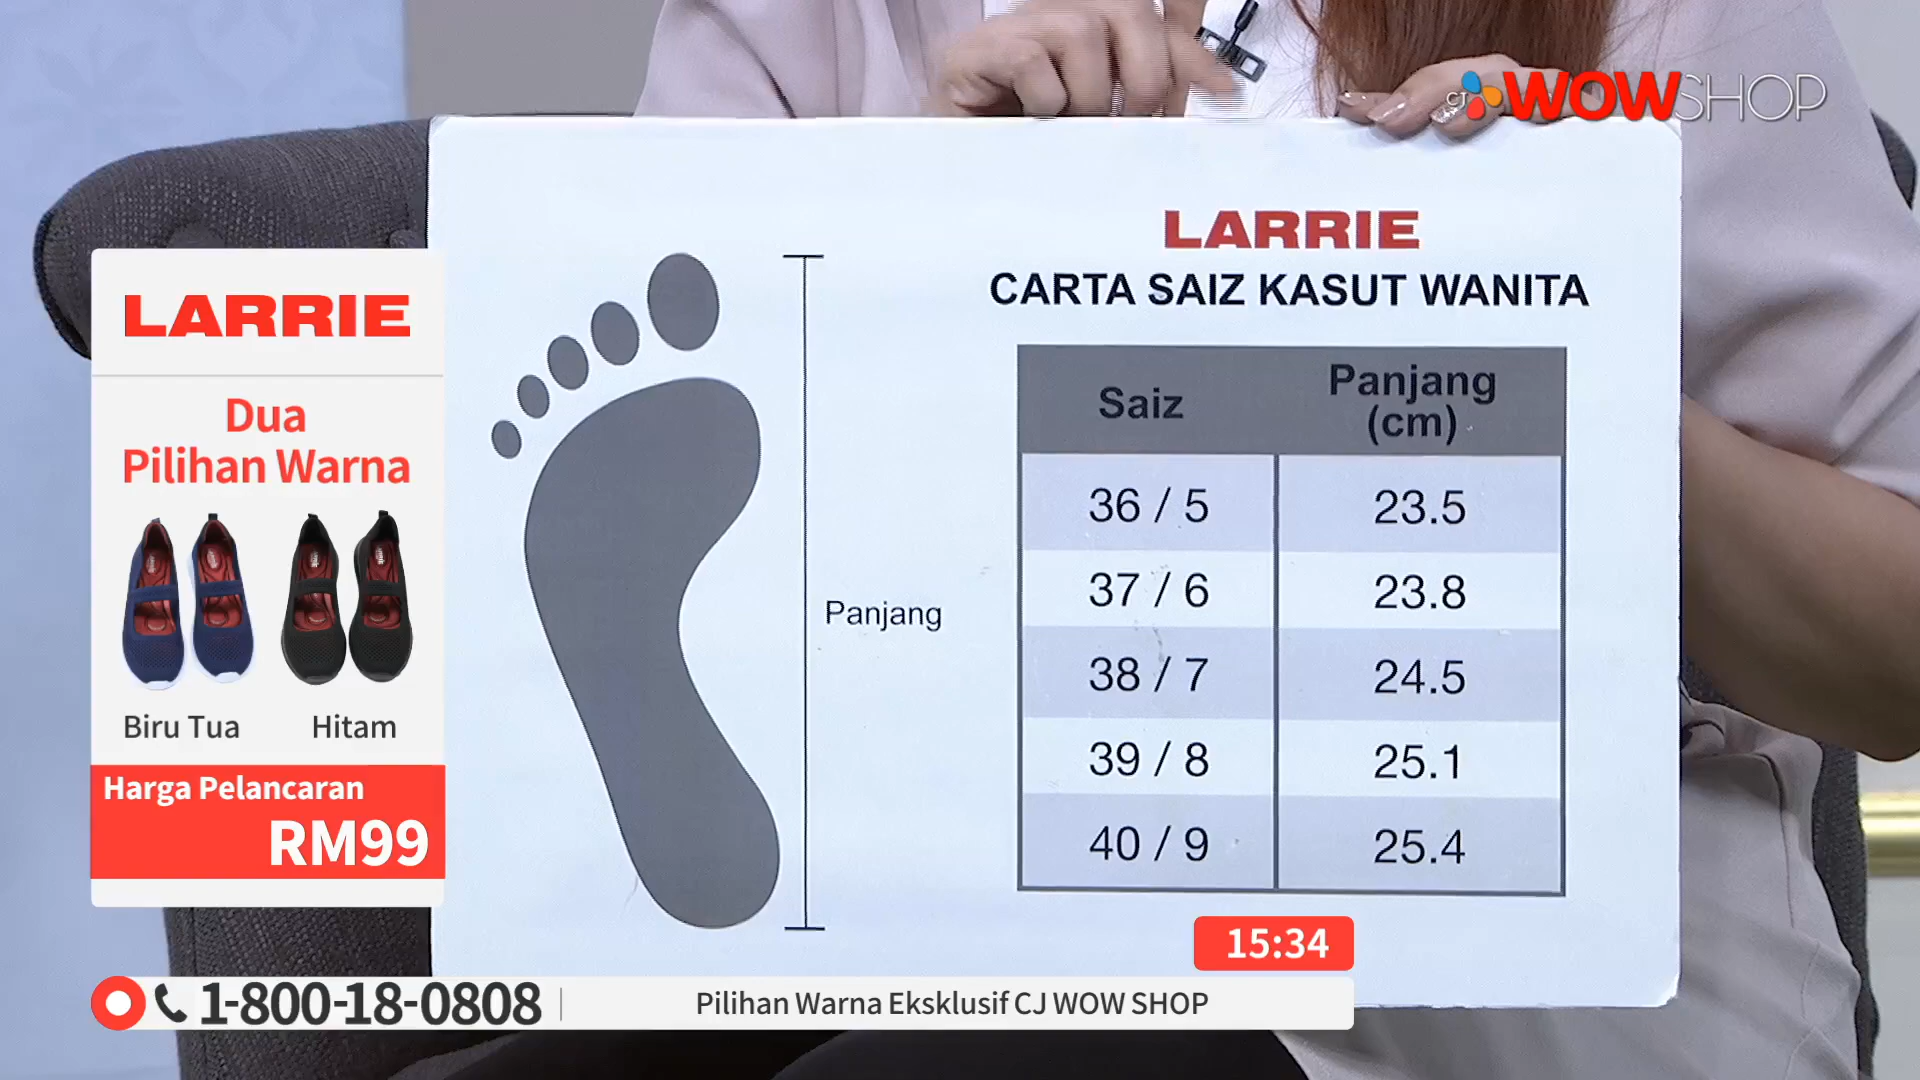 CJ WOWSHOP
LARRIE
CARTA SAIZ KASUT WANITA
Saiz Panjang (cm)
36 / 5 23.5
37 / 6 23.8
38 / 7 24.5
39 / 8 25.1
40 / 9 25.4
Panjang
LARRIE
Dua
Pilihan Warna
Biru Tua Hitam
Harga Pelancaran
RM99
15:34
1-800-18-0808
Pilihan Warna Eksklusif CJ WOW SHOP